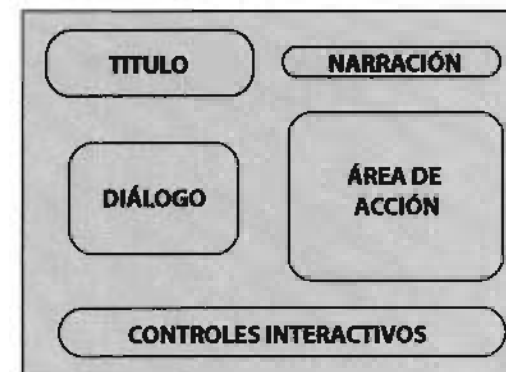 TITULO
NARRACIÓN
DIÁLOGO
ÁREA DE
ACCIÓN
CONTROLES INTERACTIVOS